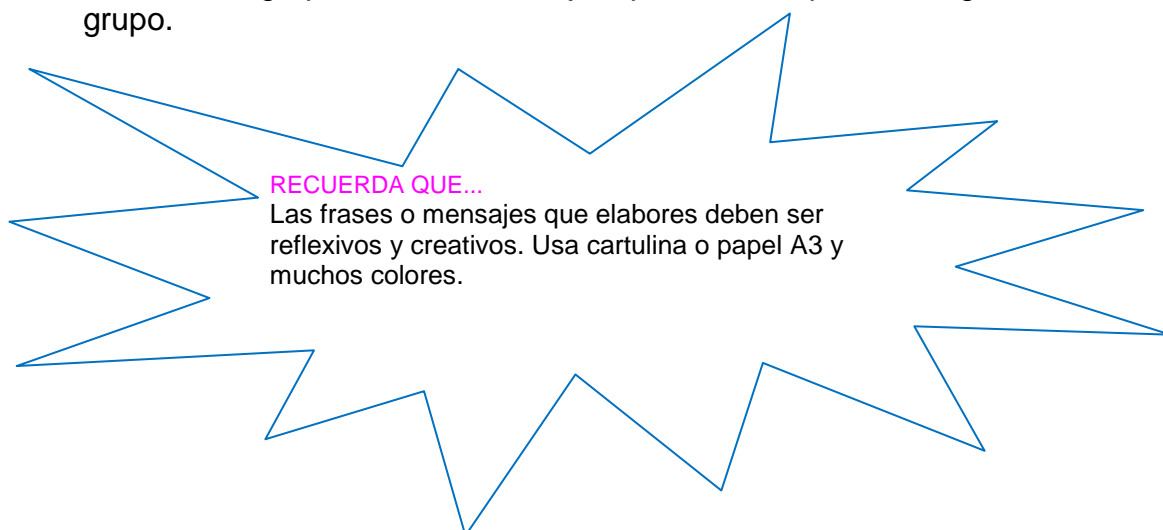 grupo.
RECUERDA QUE...
Las frases o mensajes que elabores deben ser
reflexivos y creativos. Usa cartulina o papel A3 y
muchos colores.